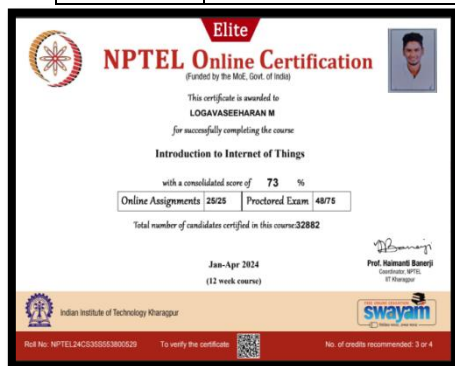 Elite
NPTEL Online Certification
(Funded by the MoE, Govt. of India)
This certificate is awarded to
LOGAVASEEHARAN M
for successfully completing the course
Introduction to Internet of Things
with a consolidated score of 73 %
Online Assignments 25/25 Proctored Exam 48/75
Total number of candidates certified in this course:32882
Jan-Apr 2024
(12 week course)
Prof. Haimanti Banerji
Coordinator, NPTEL
IIT Kharagpur
Indian Institute of Technology Kharagpur
swayam
Roll No: NPTEL24CS35S553800529 To verify the certificate No. of credits recommended: 3 or 4